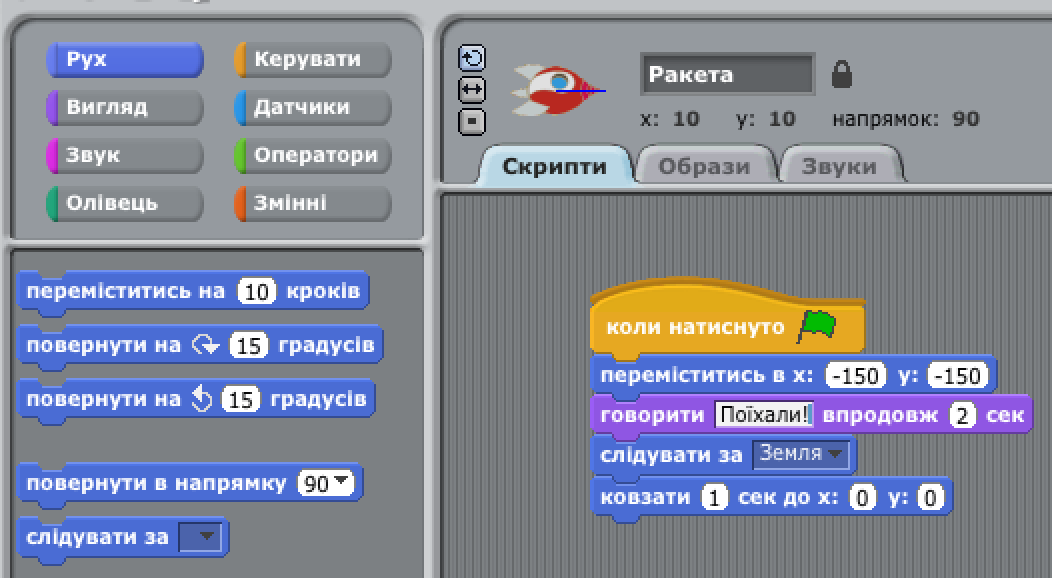 Рух
Керувати
Вигляд
Датчики
Звук
Оператори
Олівець
Змінні
переміститись на 10 кроків
повернути на 15 градусів
повернути на 15 градусів
повернути в напрямку 90
слідувати за
Ракета
x: 10 y: 10 напрямок: 90
Скрипти Образи Звуки
коли натиснуто
переміститись в x: -150 y: -150
говорити Поїхали! впродовж 2 сек
слідувати за Земля
ковзати 1 сек до x: 0 y: 0